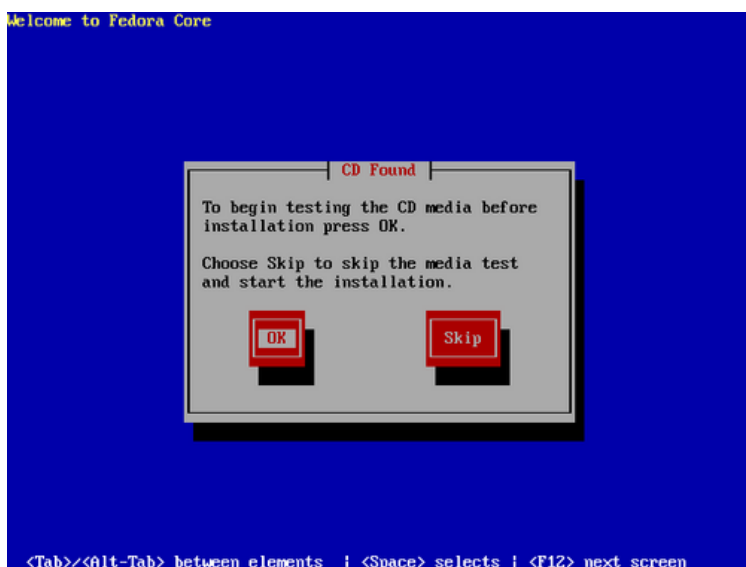 Welcome to Fedora Core
CD Found
To begin testing the CD media before
installation press OK.
Choose Skip to skip the media test
and start the installation.
OK Skip
<Tab>/<Alt-Tab> between elements | <Space> selects | <F12> next screen